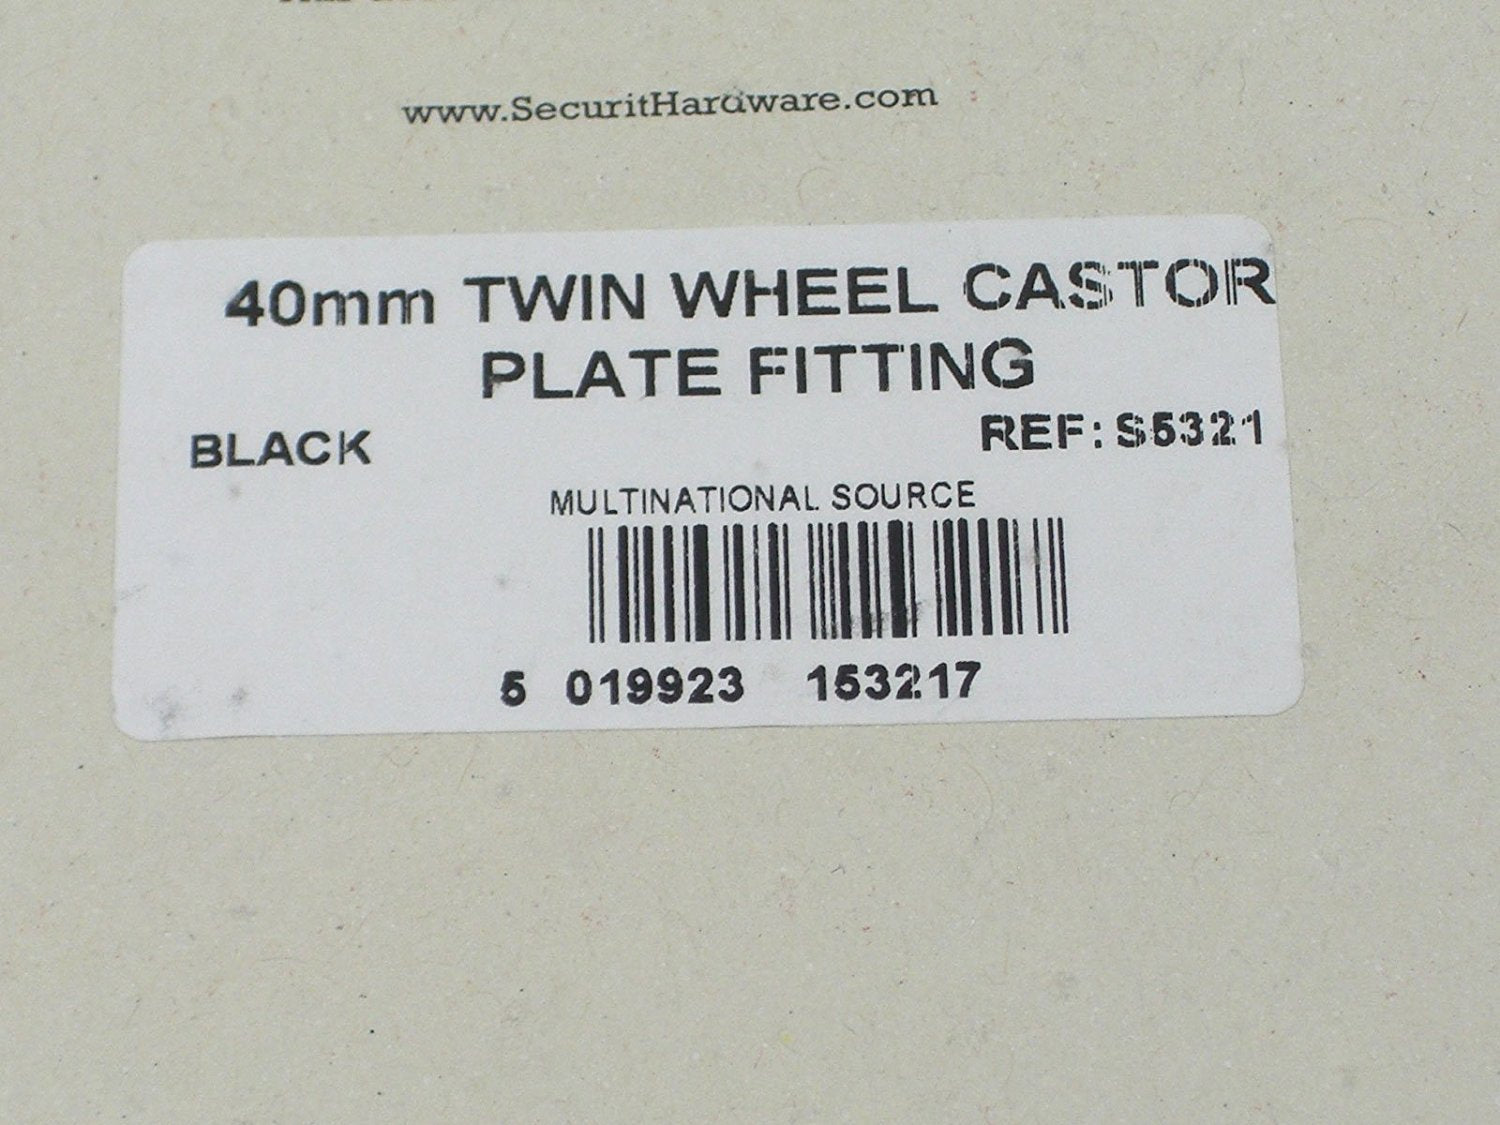 www.SecuritHardware.com
40mm TWIN WHEEL CASTOR
PLATE FITTING
BLACK
REF: S5321
MULTINATIONAL SOURCE
5 019923 153217